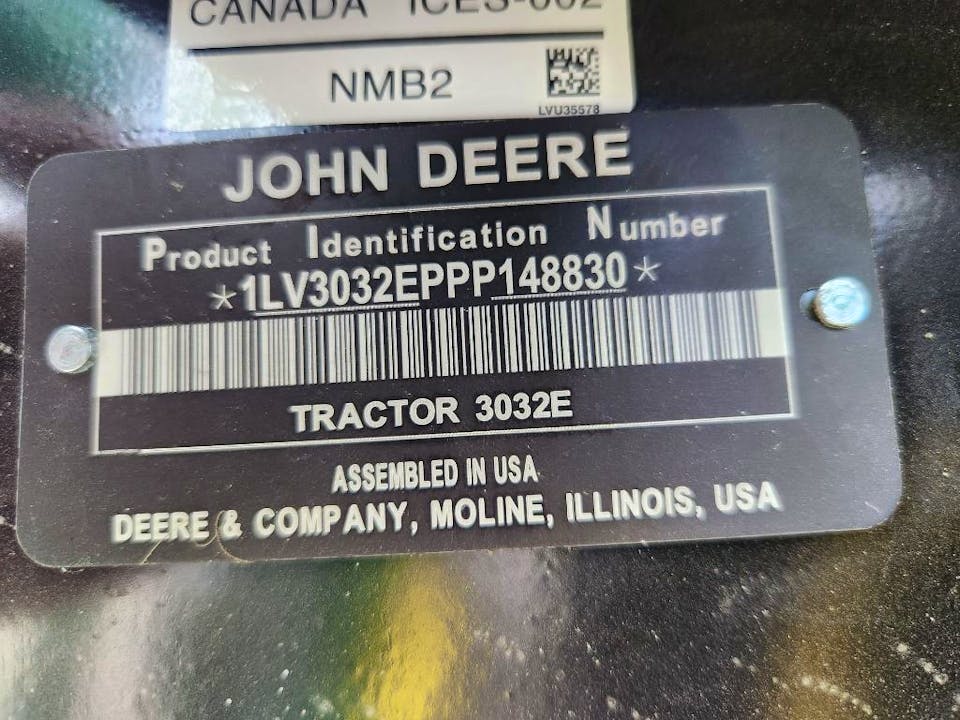 CANADA ICES-002
NMB2
LVU35578
JOHN DEERE
Product Identification Number
*1LV3032EPPP148830*
TRACTOR 3032E
ASSEMBLED IN USA
DEERE & COMPANY, MOLINE, ILLINOIS, USA